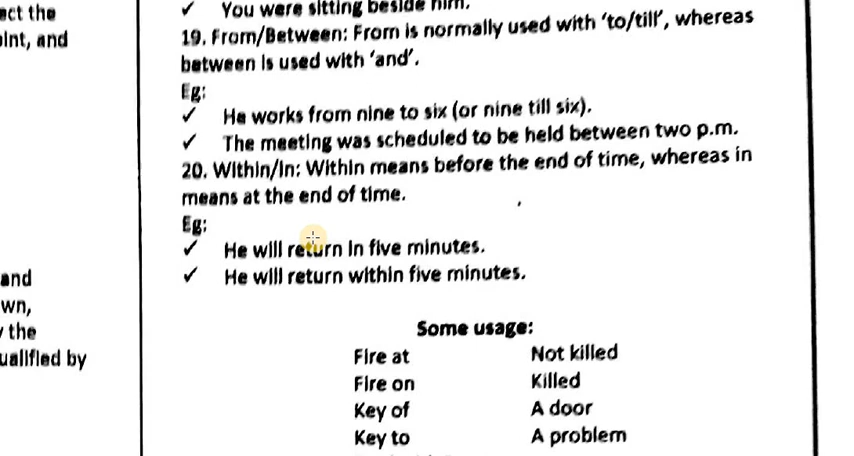 ect the
oint, and
and
wn,
y the
ualified by
✓ You were sitting beside him.
19. From/Between: From is normally used with ‘to/till’, whereas
between is used with ‘and’.
Eg:
✓ He works from nine to six (or nine till six).
✓ The meeting was scheduled to be held between two p.m.
20. Within/In: Within means before the end of time, whereas in
means at the end of time.
Eg:
✓ He will return in five minutes.
✓ He will return within five minutes.
Some usage:
Fire at Not killed
Fire on Killed
Key of A door
Key to A problem